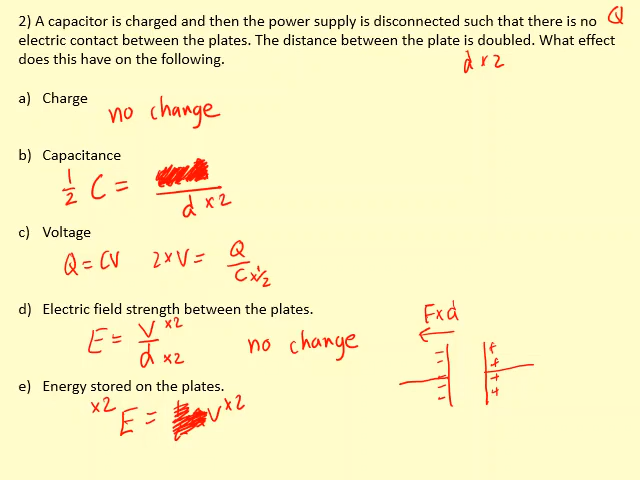 2) A capacitor is charged and then the power supply is disconnected such that there is no Q
electric contact between the plates. The distance between the plate is doubled. What effect
does this have on the following. d x 2
a) Charge
no change
b) Capacitance
1/2 C = / d x 2
c) Voltage
Q = CV 2 x V = Q / C x 1/2
d) Electric field strength between the plates.
F x d
E = V x 2 / d x 2 no change
e) Energy stored on the plates.
x 2 E = V x 2